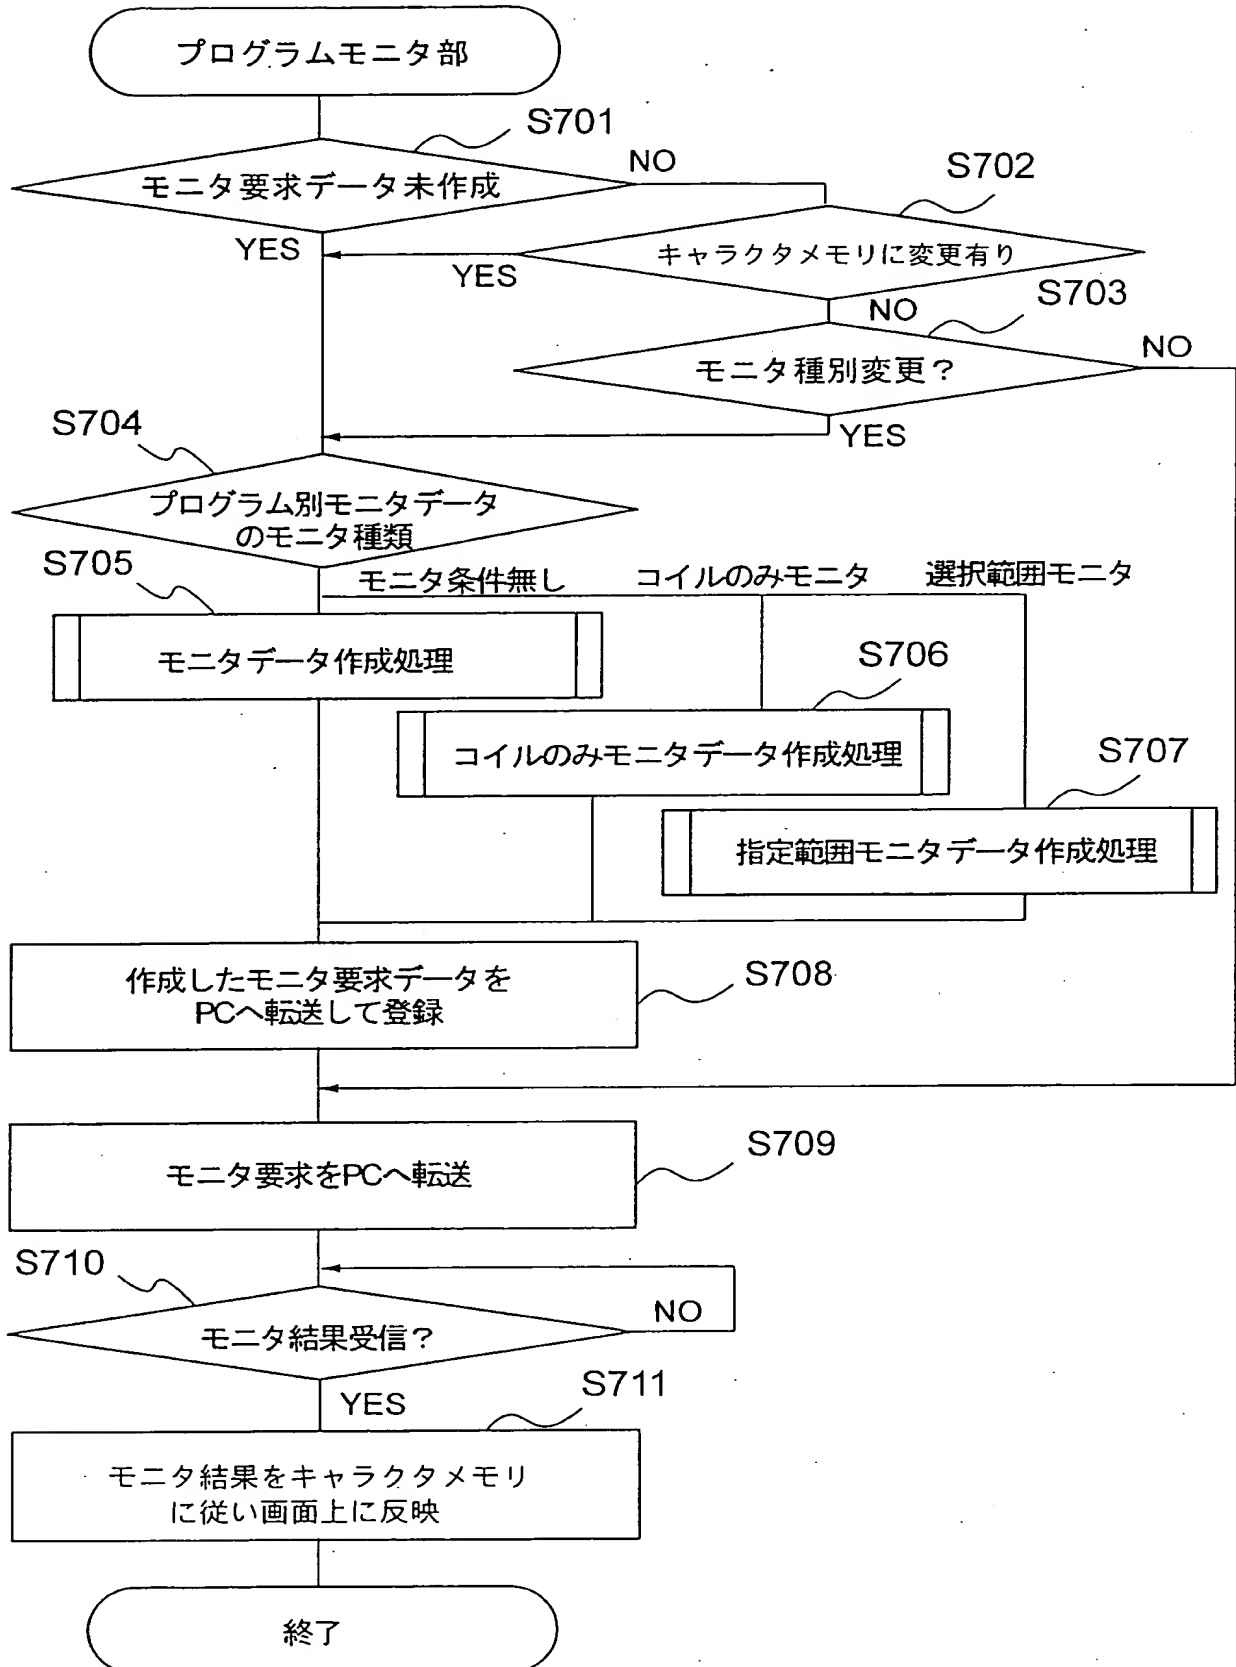 プログラムモニタ部
S701
モニタ要求データ未作成
NO
YES
S702
キャラクタメモリに変更有り
YES
NO
S703
モニタ種別変更?
NO
YES
S704
プログラム別モニタデータ
のモニタ種類
モニタ条件無し
コイルのみモニタ
選択範囲モニタ
S705
モニタデータ作成処理
S706
コイルのみモニタデータ作成処理
S707
指定範囲モニタデータ作成処理
作成したモニタ要求データを
PCへ転送して登録
S708
モニタ要求をPCへ転送
S709
S710
モニタ結果受信?
NO
YES
S711
モニタ結果をキャラクタメモリ
に従い画面上に反映
終了